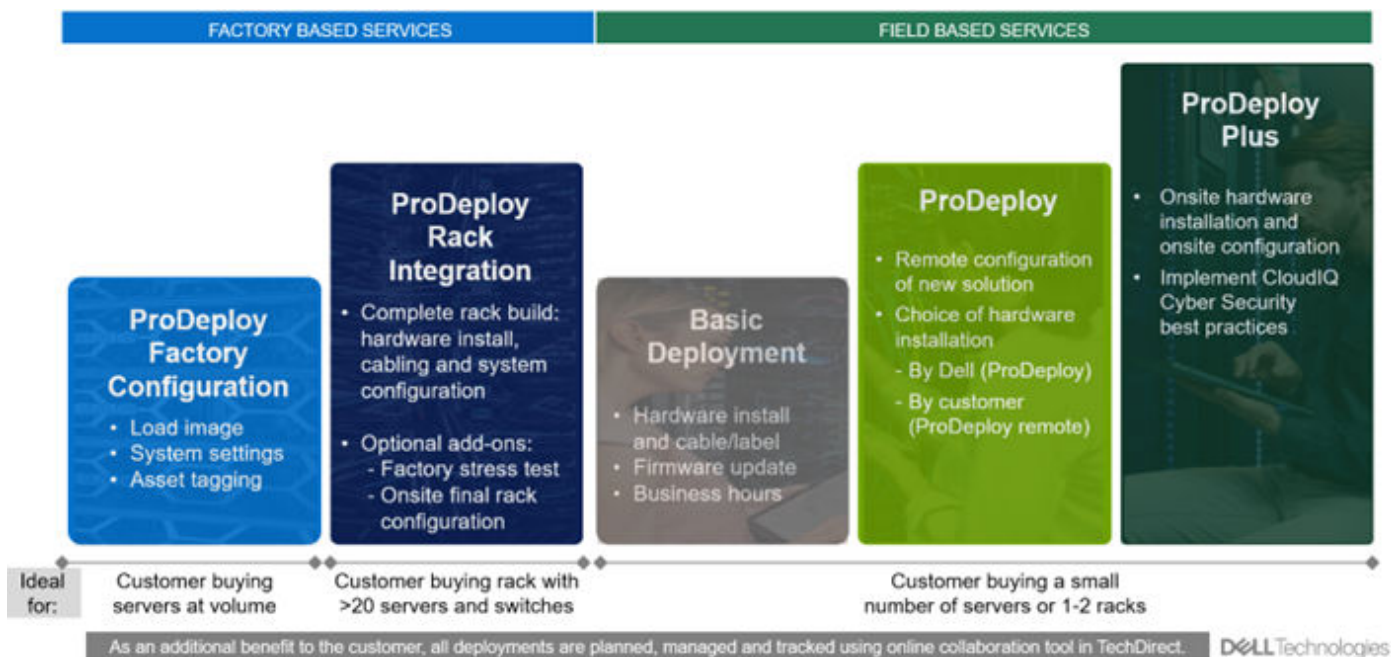 FACTORY BASED SERVICES
FIELD BASED SERVICES
ProDeploy
Factory
Configuration
• Load image
• System settings
• Asset tagging
ProDeploy
Rack
Integration
• Complete rack build:
hardware install,
cabling and system
configuration
• Optional add-ons:
- Factory stress test
- Onsite final rack
configuration
Basic
Deployment
• Hardware install
and cable/label
• Firmware update
• Business hours
ProDeploy
• Remote configuration
of new solution
• Choice of hardware
installation
- By Dell (ProDeploy)
- By customer
(ProDeploy remote)
ProDeploy
Plus
• Onsite hardware
installation and
onsite configuration
• Implement CloudIQ
Cyber Security
best practices
Ideal
for:
Customer buying
servers at volume
Customer buying rack with
>20 servers and switches
Customer buying a small
number of servers or 1-2 racks
As an additional benefit to the customer, all deployments are planned, managed and tracked using online collaboration tool in TechDirect.
DELL Technologies